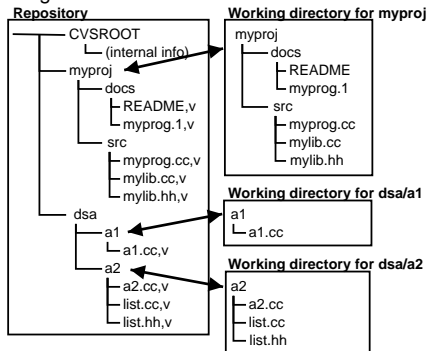 Repository
CVSROOT
(internal info)
myproj
docs
README,v
myprog.1,v
src
myprog.cc,v
mylib.cc,v
mylib.hh,v
dsa
a1
a1.cc,v
a2
a2.cc,v
list.cc,v
list.hh,v
Working directory for myproj
myproj
docs
README
myprog.1
src
myprog.cc
mylib.cc
mylib.hh
Working directory for dsa/a1
a1
a1.cc
Working directory for dsa/a2
a2
a2.cc
list.cc
list.hh